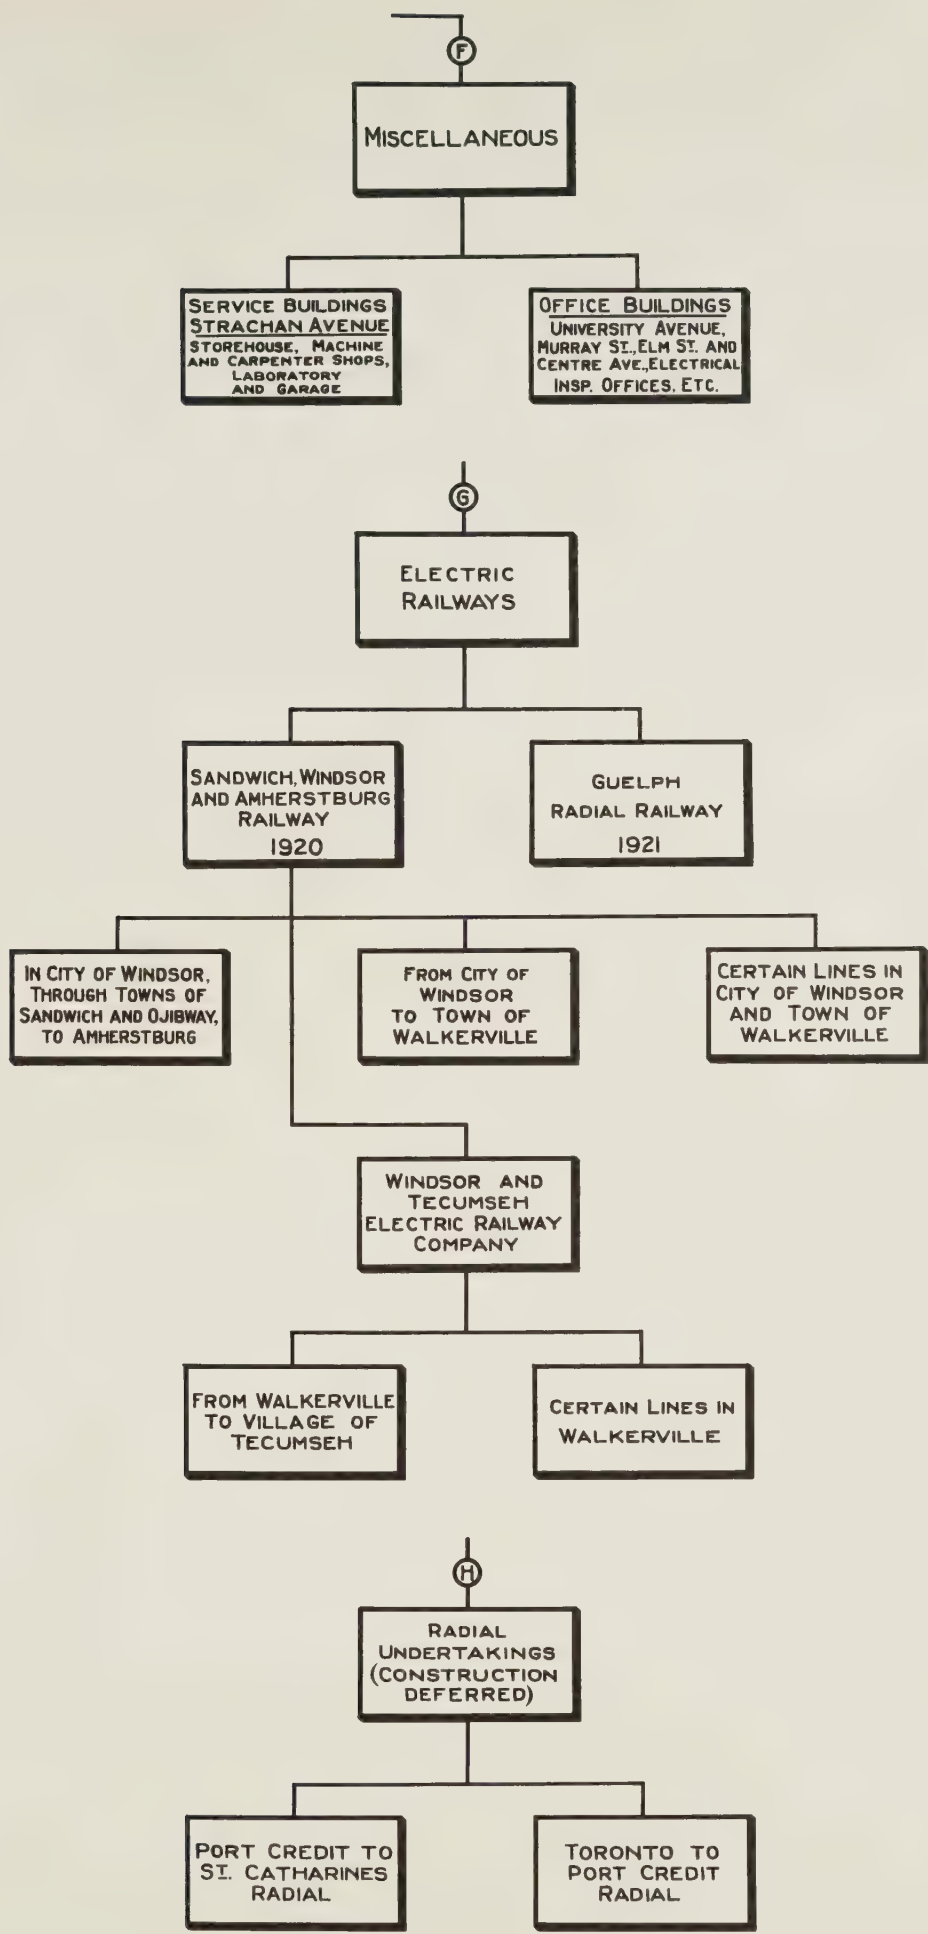 F
MISCELLANEOUS
SERVICE BUILDINGS
STRACHAN AVENUE
STOREHOUSE, MACHINE
AND CARPENTER SHOPS,
LABORATORY
AND GARAGE
OFFICE BUILDINGS
UNIVERSITY AVENUE,
MURRAY ST., ELM ST. AND
CENTRE AVE., ELECTRICAL
INSP. OFFICES. ETC.
G
ELECTRIC
RAILWAYS
SANDWICH, WINDSOR
AND AMHERSTBURG
RAILWAY
1920
GUELPH
RADIAL RAILWAY
1921
IN CITY OF WINDSOR,
THROUGH TOWNS OF
SANDWICH AND OJIBWAY,
TO AMHERSTBURG
FROM CITY OF
WINDSOR
TO TOWN OF
WALKERVILLE
CERTAIN LINES IN
CITY OF WINDSOR
AND TOWN OF
WALKERVILLE
WINDSOR AND
TECUMSEH
ELECTRIC RAILWAY
COMPANY
FROM WALKERVILLE
TO VILLAGE OF
TECUMSEH
CERTAIN LINES IN
WALKERVILLE
H
RADIAL
UNDERTAKINGS
(CONSTRUCTION
DEFERRED)
PORT CREDIT TO
ST. CATHARINES
RADIAL
TORONTO TO
PORT CREDIT
RADIAL